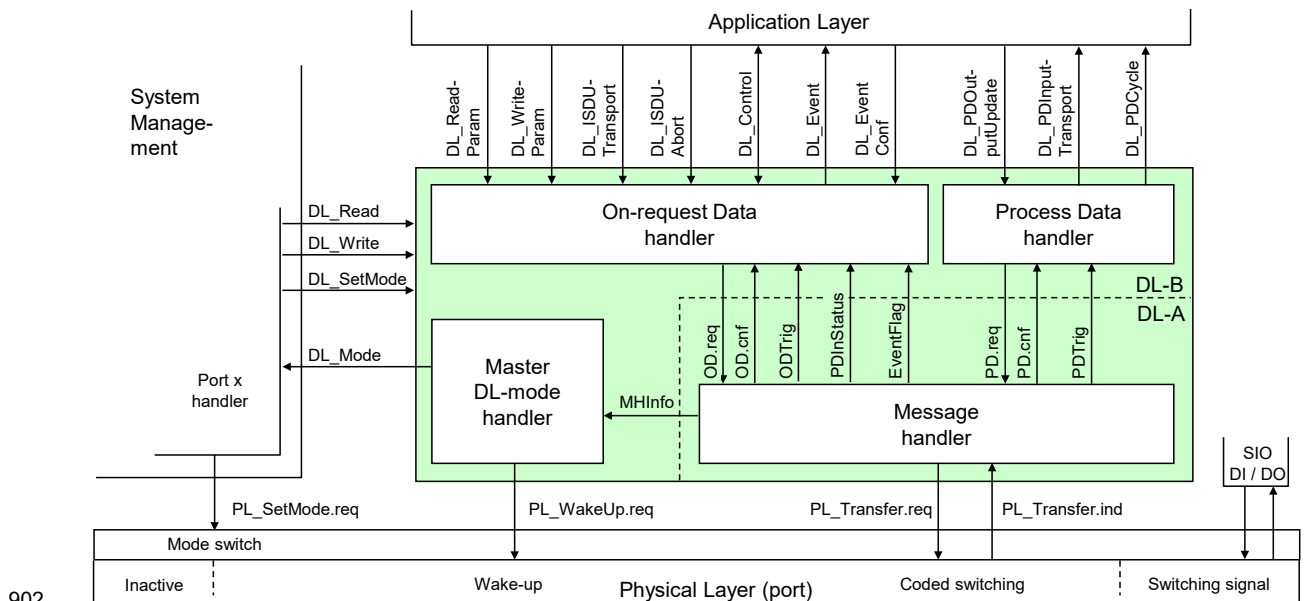 Application Layer
System
Manage-
ment
DL_Read-
Param
DL_Write-
Param
DL_ISDU-
Transport
DL_ISDU-
Abort
DL_Control
DL_Event
DL_Event
Conf
DL_PDOut-
putUpdate
DL_PDInput-
Transport
DL_PDCycle
On-request Data
handler
Process Data
handler
DL_Read
DL_Write
DL_SetMode
DL_Mode
DL-B
DL-A
OD.req
OD.cnf
ODTrig
PDInStatus
EventFlag
PD.req
PD.cnf
PDTrig
Port x
handler
Master
DL-mode
handler
MHInfo
Message
handler
SIO
DI / DO
PL_SetMode.req
PL_WakeUp.req
PL_Transfer.req
PL_Transfer.ind
Mode switch
Inactive
Wake-up
Physical Layer (port)
Coded switching
Switching signal
902